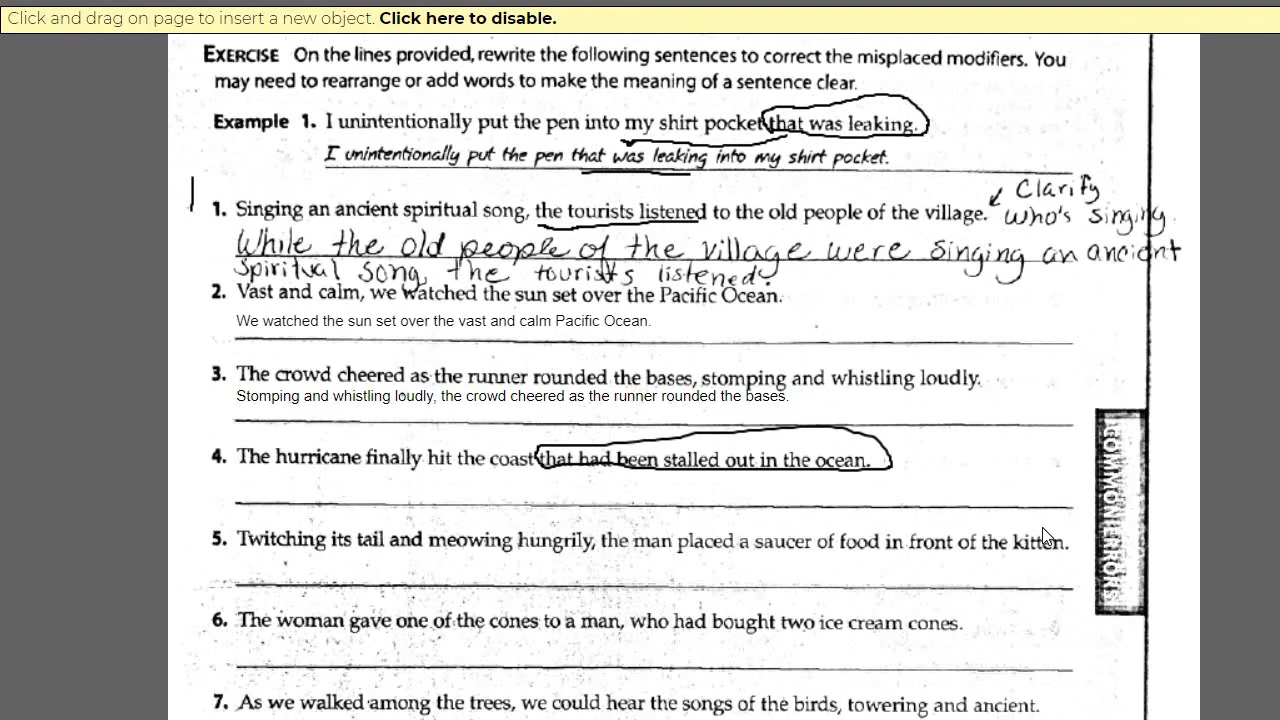 Click and drag on page to insert a new object. Click here to disable.
EXERCISE On the lines provided, rewrite the following sentences to correct the misplaced modifiers. You
may need to rearrange or add words to make the meaning of a sentence clear.
Example 1. I unintentionally put the pen into my shirt pocket that was leaking.
I unintentionally put the pen that was leaking into my shirt pocket.
Clarify
1. Singing an ancient spiritual song, the tourists listened to the old people of the village. who's singing.
While the old people of the village were singing an ancient
spiritual song, the tourists listened.
2. Vast and calm, we watched the sun set over the Pacific Ocean.
We watched the sun set over the vast and calm Pacific Ocean.
3. The crowd cheered as the runner rounded the bases, stomping and whistling loudly.
Stomping and whistling loudly, the crowd cheered as the runner rounded the bases.
4. The hurricane finally hit the coast that had been stalled out in the ocean.
5. Twitching its tail and meowing hungrily, the man placed a saucer of food in front of the kitten.
6. The woman gave one of the cones to a man, who had bought two ice cream cones.
7. As we walked among the trees, we could hear the songs of the birds, towering and ancient.
COMMON ERRORS